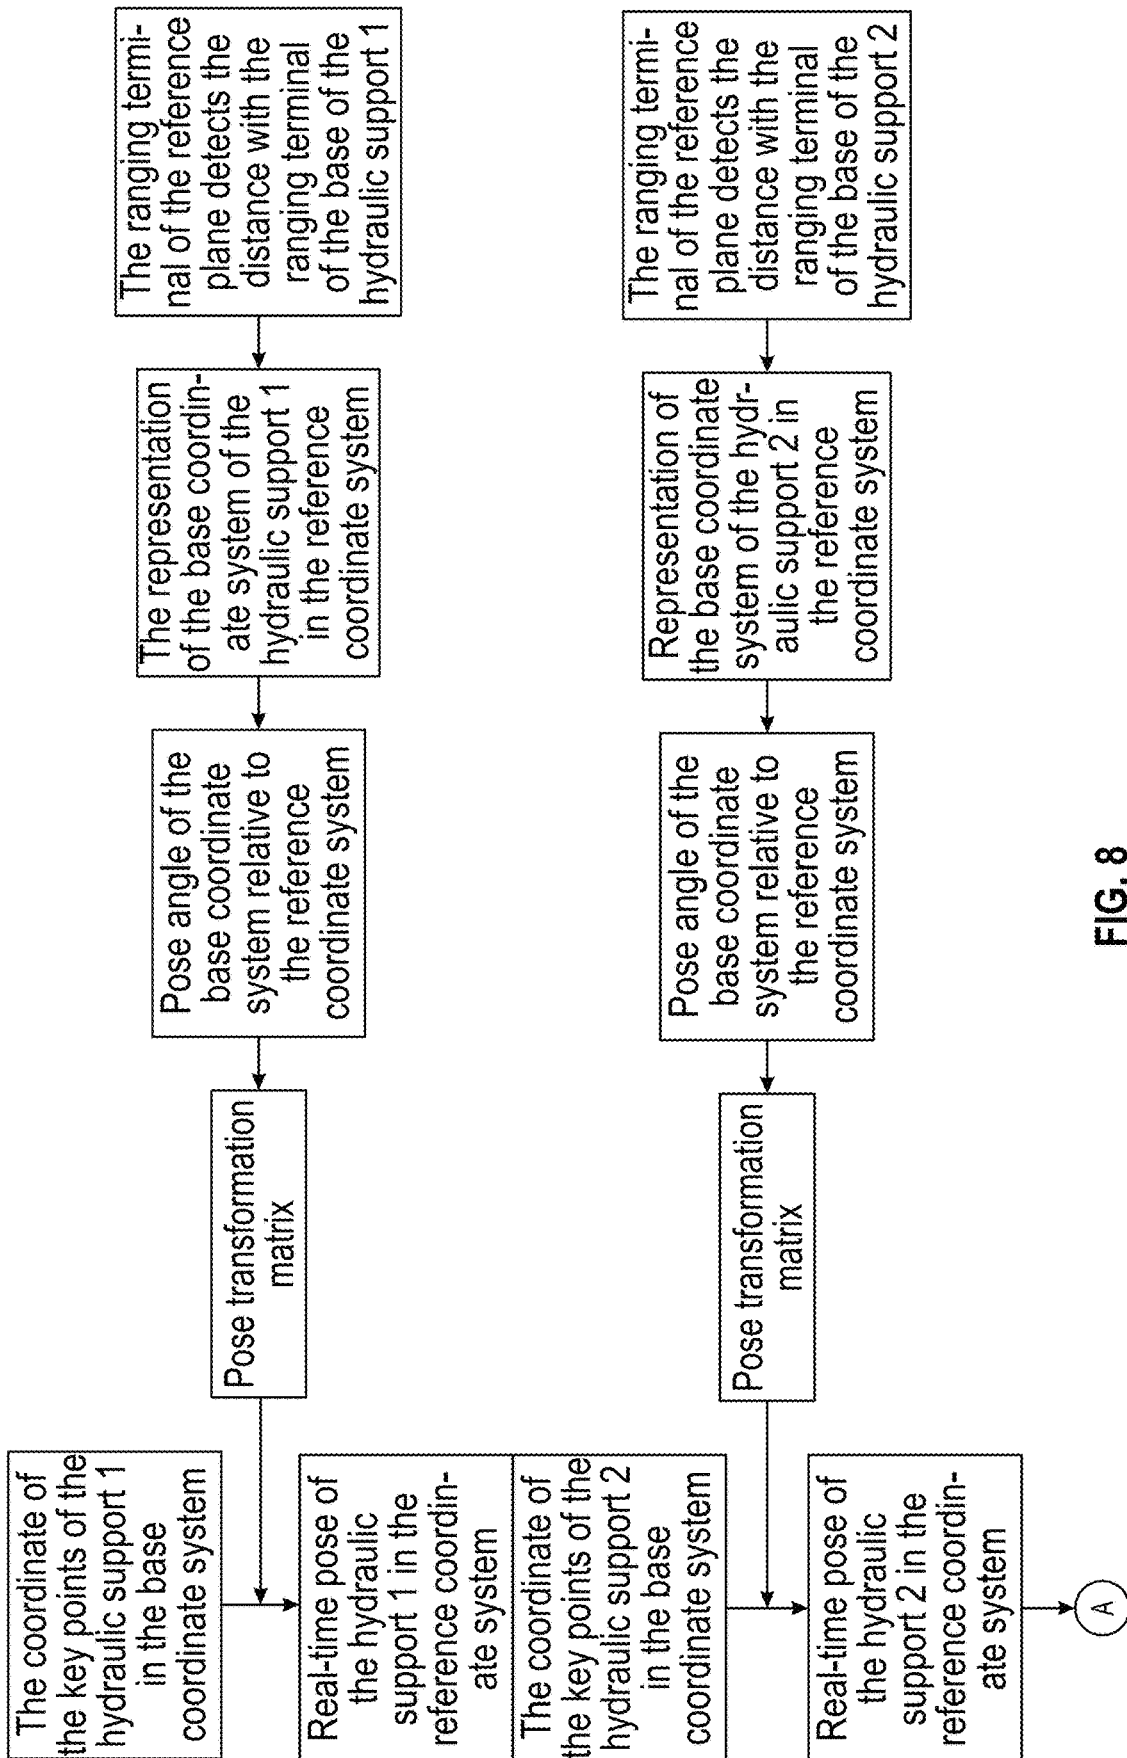 The ranging termi-
nal of the reference
plane detects the
distance with the
ranging terminal
of the base of the
hydraulic support 1
The representation
of the base coordin-
ate system of the
hydraulic support 1
in the reference
coordinate system
Pose angle of the
base coordinate
system relative to
the reference
coordinate system
Pose transformation
matrix
The coordinate of
the key points of the
hydraulic support 1
in the base
coordinate system
Real-time pose of
the hydraulic
support 1 in the
reference coordin-
ate system
The ranging termi-
nal of the reference
plane detects the
distance with the
ranging terminal
of the base of the
hydraulic support 2
Representation of
the base coordinate
system of the hydr-
aulic support 2 in
the reference
coordinate system
Pose angle of the
base coordinate
system relative to
the reference
coordinate system
Pose transformation
matrix
The coordinate of
the key points of the
hydraulic support 2
in the base
coordinate system
Real-time pose of
the hydraulic
support 2 in the
reference coordin-
ate system
A
FIG. 8